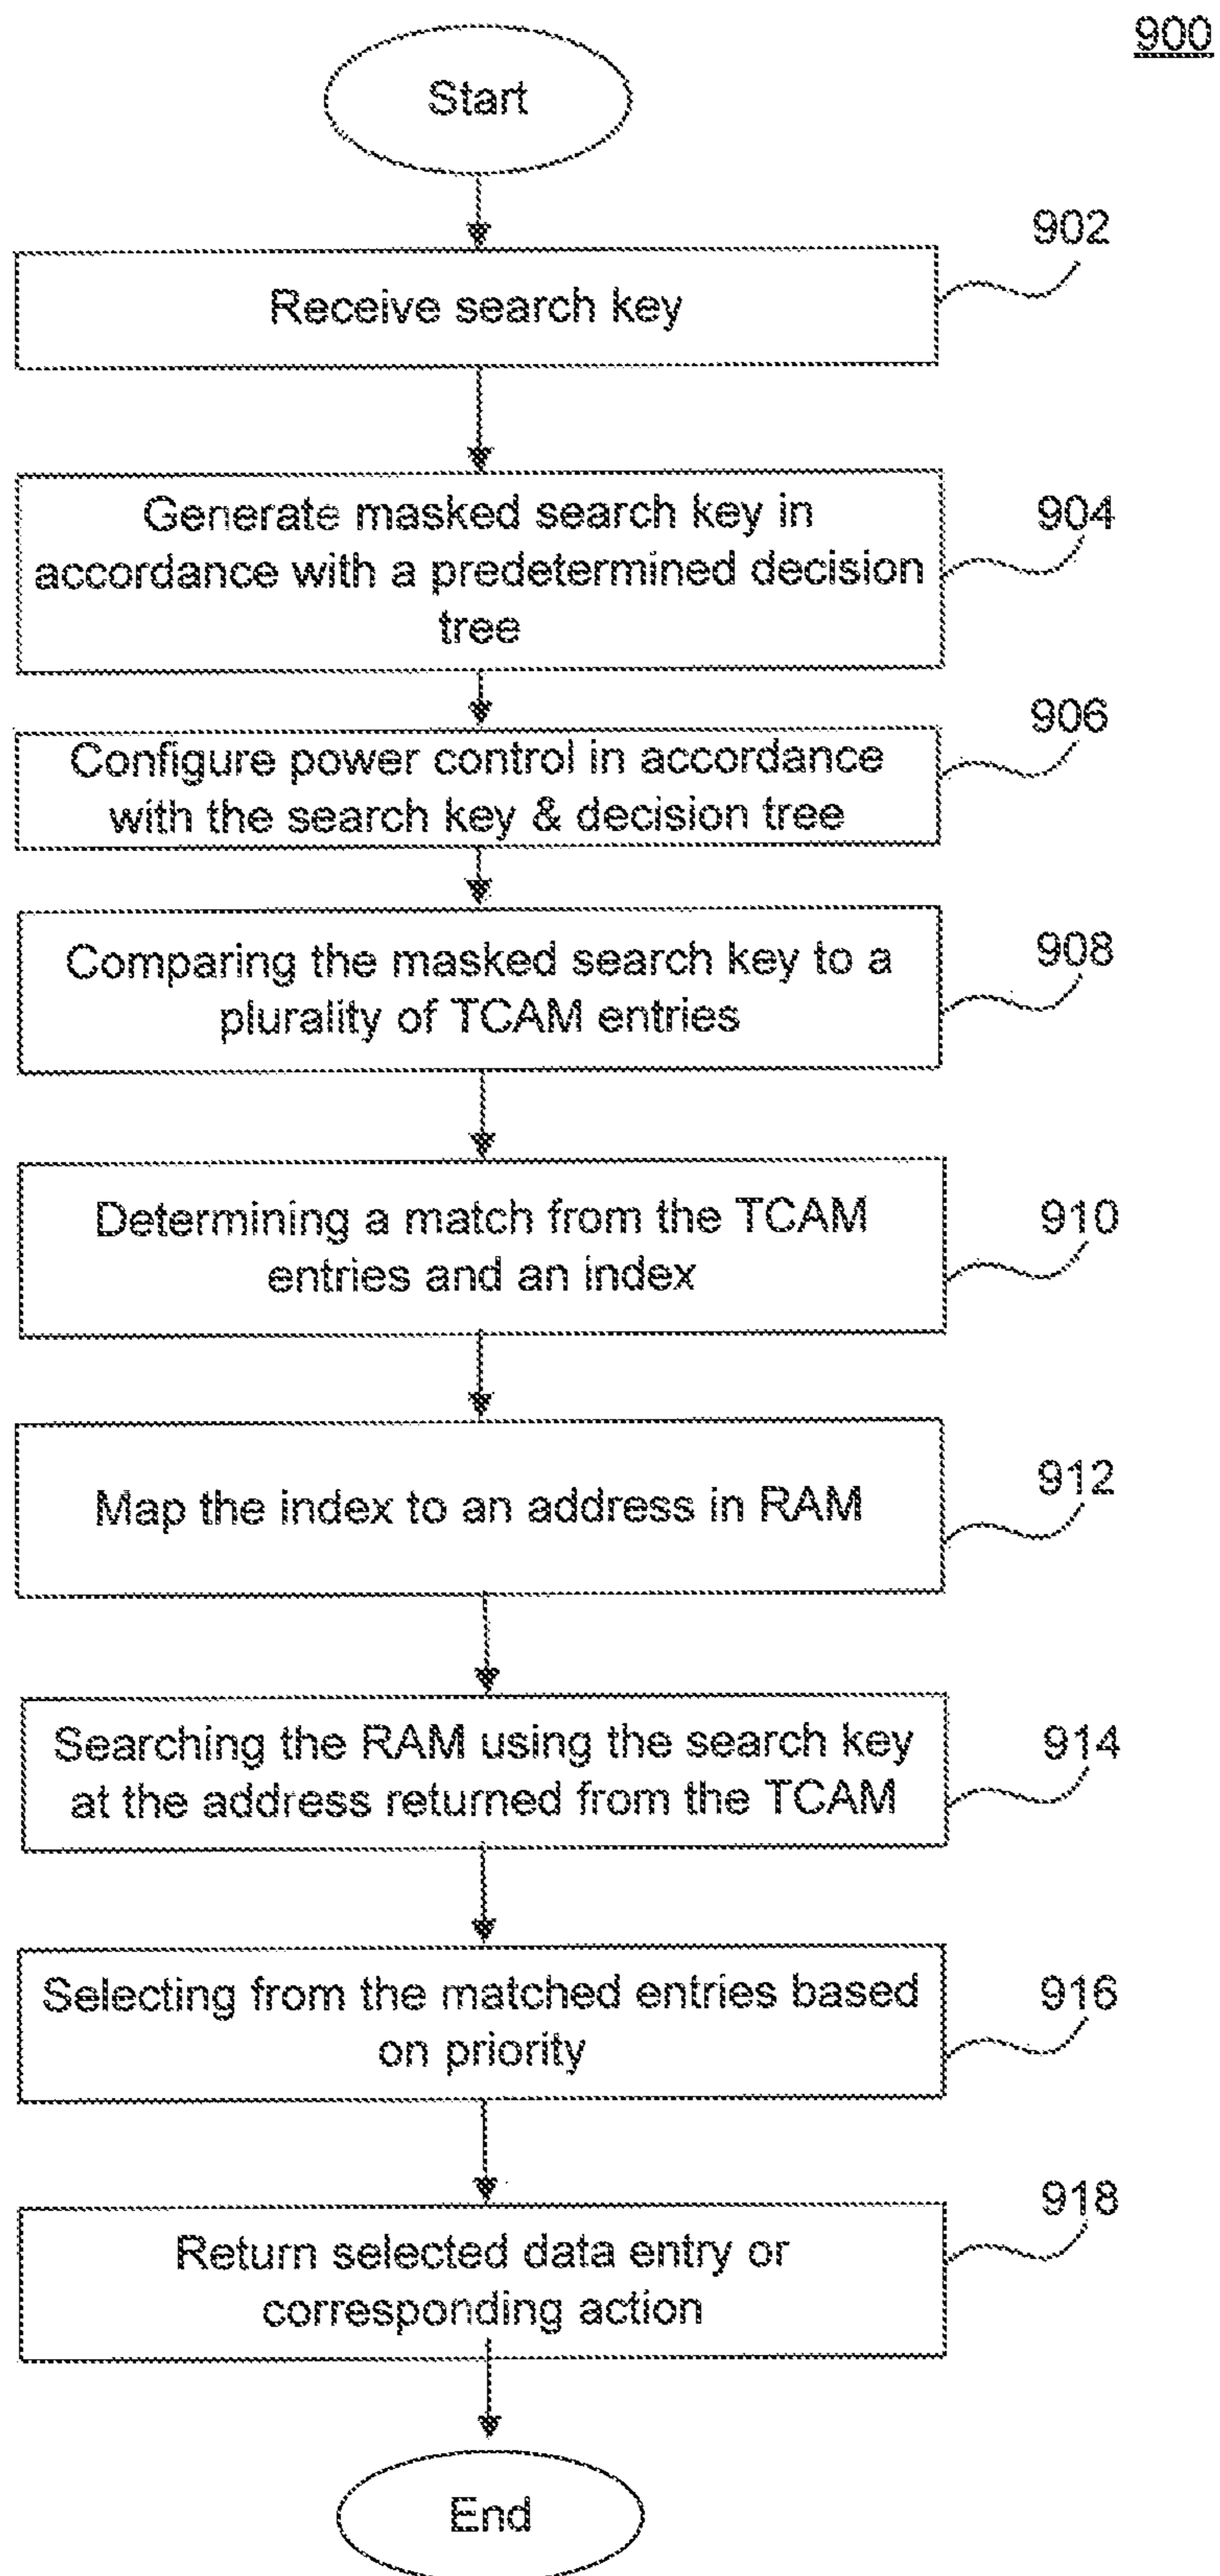 900
Start
902
Receive search key
904
Generate masked search key in
accordance with a predetermined decision
tree
906
Configure power control in accordance
with the search key & decision tree
908
Comparing the masked search key to a
plurality of TCAM entries
910
Determining a match from the TCAM
entries and an index
912
Map the index to an address in RAM
914
Searching the RAM using the search key
at the address returned from the TCAM
916
Selecting from the matched entries based
on priority
918
Return selected data entry or
corresponding action
End